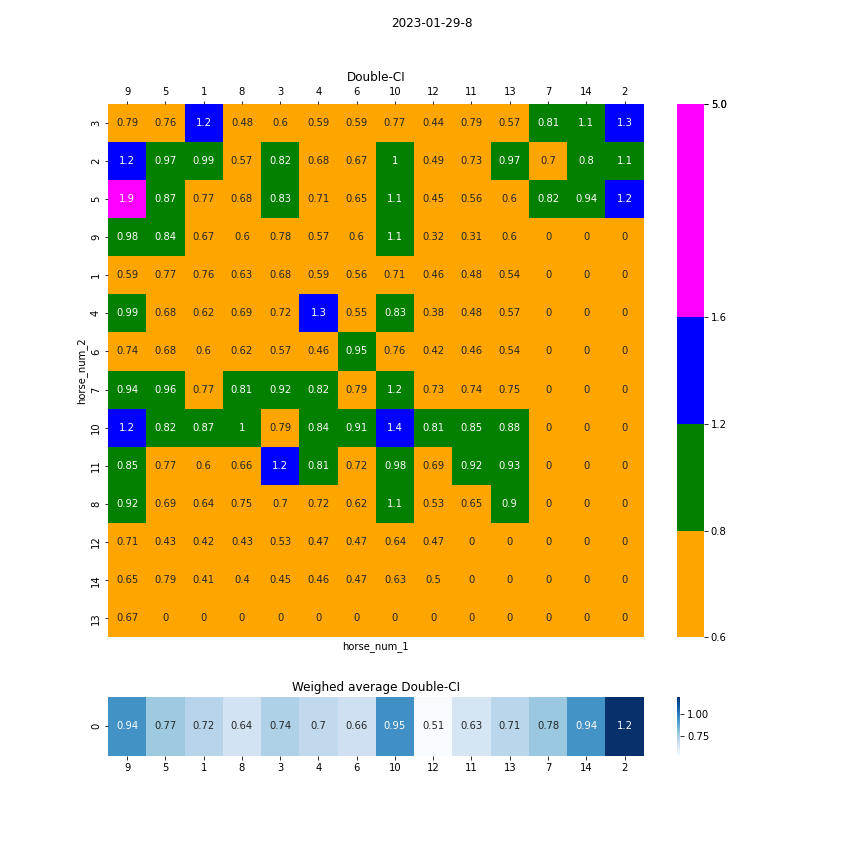 2023-01-29-8
Double-CI
9 5 1 8 3 4 6 10 12 11 13 7 14 2
3 0.79 0.76 1.2 0.48 0.6 0.59 0.59 0.77 0.44 0.79 0.57 0.81 1.1 1.3
2 1.2 0.97 0.99 0.57 0.82 0.68 0.67 1 0.49 0.73 0.97 0.7 0.8 1.1
5 1.9 0.87 0.77 0.68 0.83 0.71 0.65 1.1 0.45 0.56 0.6 0.82 0.94 1.2
9 0.98 0.84 0.67 0.6 0.78 0.57 0.6 1.1 0.32 0.31 0.6 0 0 0
1 0.59 0.77 0.76 0.63 0.68 0.59 0.56 0.71 0.46 0.48 0.54 0 0 0
4 0.99 0.68 0.62 0.69 0.72 1.3 0.55 0.83 0.38 0.48 0.57 0 0 0
6 0.74 0.68 0.6 0.62 0.57 0.46 0.95 0.76 0.42 0.46 0.54 0 0 0
7 0.94 0.96 0.77 0.81 0.92 0.82 0.79 1.2 0.73 0.74 0.75 0 0 0
10 1.2 0.82 0.87 1 0.79 0.84 0.91 1.4 0.81 0.85 0.88 0 0 0
11 0.85 0.77 0.6 0.66 1.2 0.81 0.72 0.98 0.69 0.92 0.93 0 0 0
8 0.92 0.69 0.64 0.75 0.7 0.72 0.62 1.1 0.53 0.65 0.9 0 0 0
12 0.71 0.43 0.42 0.43 0.53 0.47 0.47 0.64 0.47 0 0 0 0 0
14 0.65 0.79 0.41 0.4 0.45 0.46 0.47 0.63 0.5 0 0 0 0 0
13 0.67 0 0 0 0 0 0 0 0 0 0 0 0 0
horse_num_2
horse_num_1
5.0
1.6
1.2
0.8
0.6
Weighed average Double-CI
0 0.94 0.77 0.72 0.64 0.74 0.7 0.66 0.95 0.51 0.63 0.71 0.78 0.94 1.2
9 5 1 8 3 4 6 10 12 11 13 7 14 2
1.00
0.75